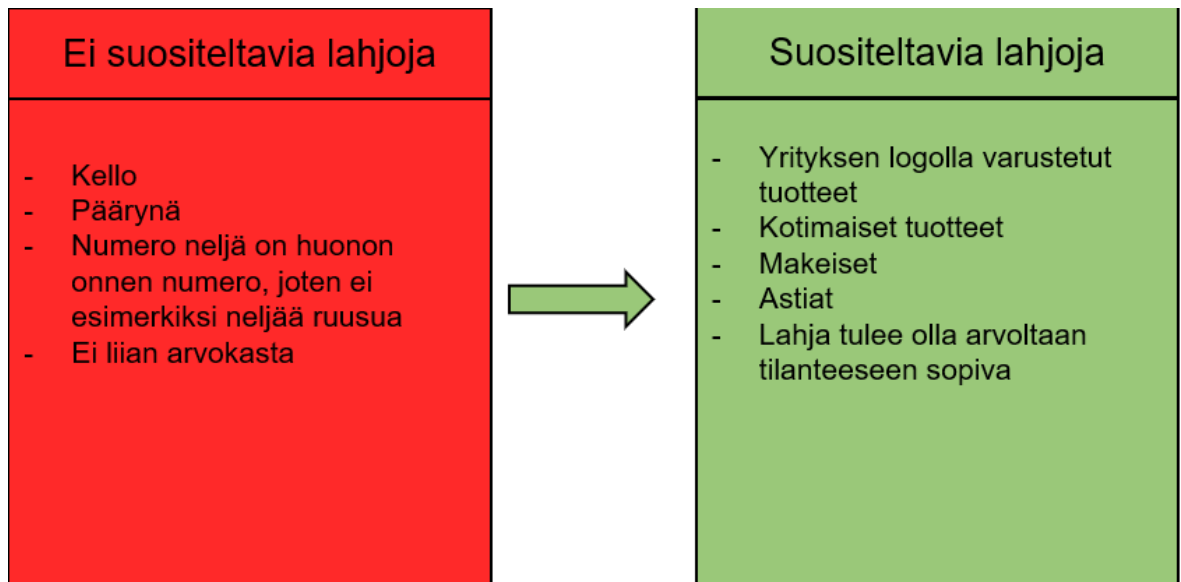 Ei suositeltavia lahjoja
- Kello
- Päärynä
- Numero neljä on huonon
onnen numero, joten ei
esimerkiksi neljää ruusua
- Ei liian arvokasta
Suositeltavia lahjoja
- Yrityksen logolla varustetut
tuotteet
- Kotimaiset tuotteet
- Makeiset
- Astiat
- Lahja tulee olla arvoltaan
tilanteeseen sopiva